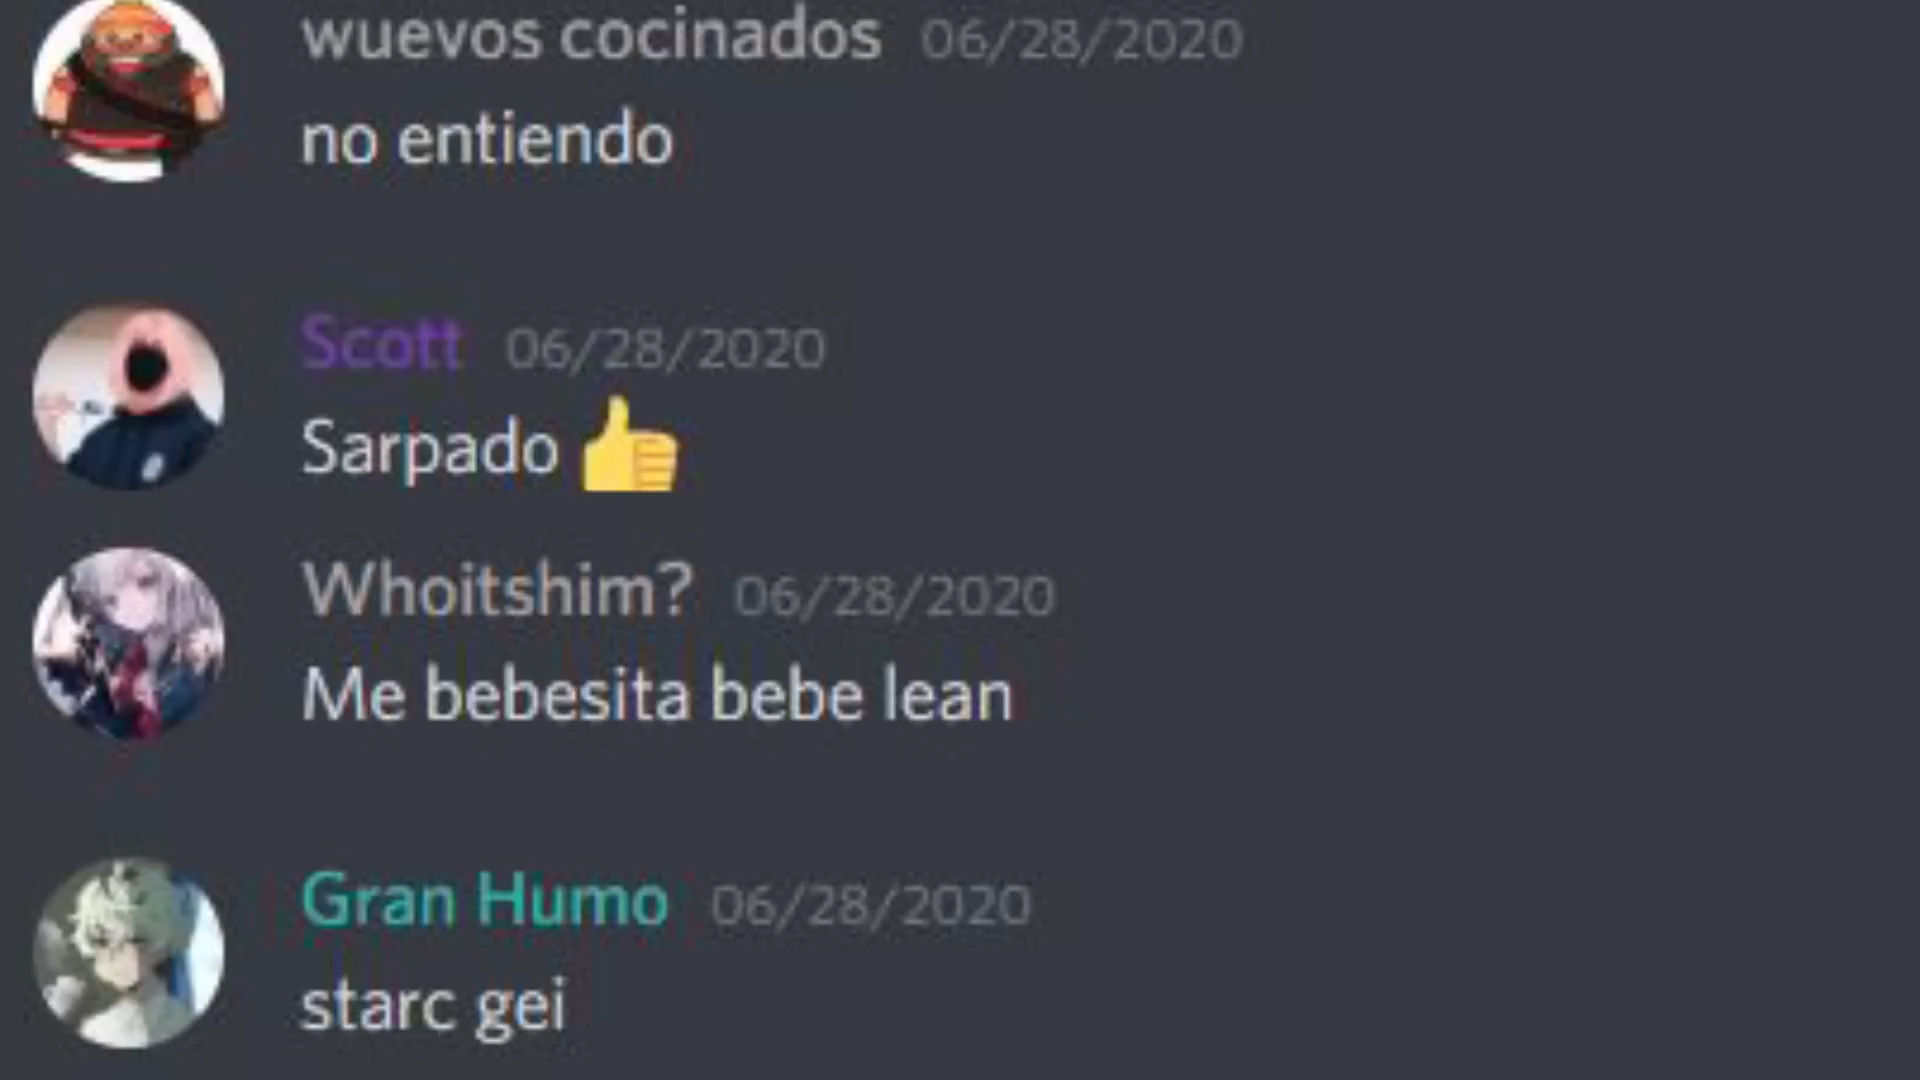 wuevos cocinados 06/28/2020
no entiendo
Scott 06/28/2020
Sarpado 👍
Whoitshim? 06/28/2020
Me bebesita bebe lean
Gran Humo 06/28/2020
starc gei